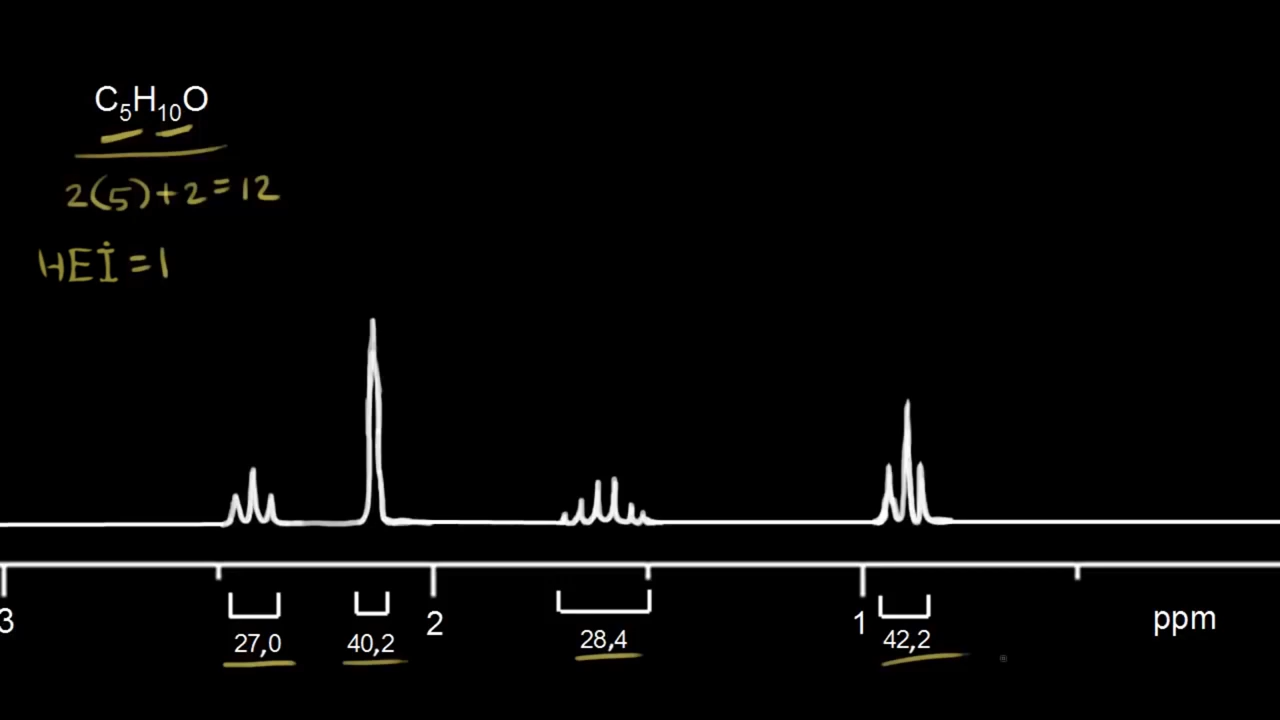 C₅H₁₀O
2(5)+2=12
HEI=1
3 2 1 ppm
27,0 40,2 28,4 42,2